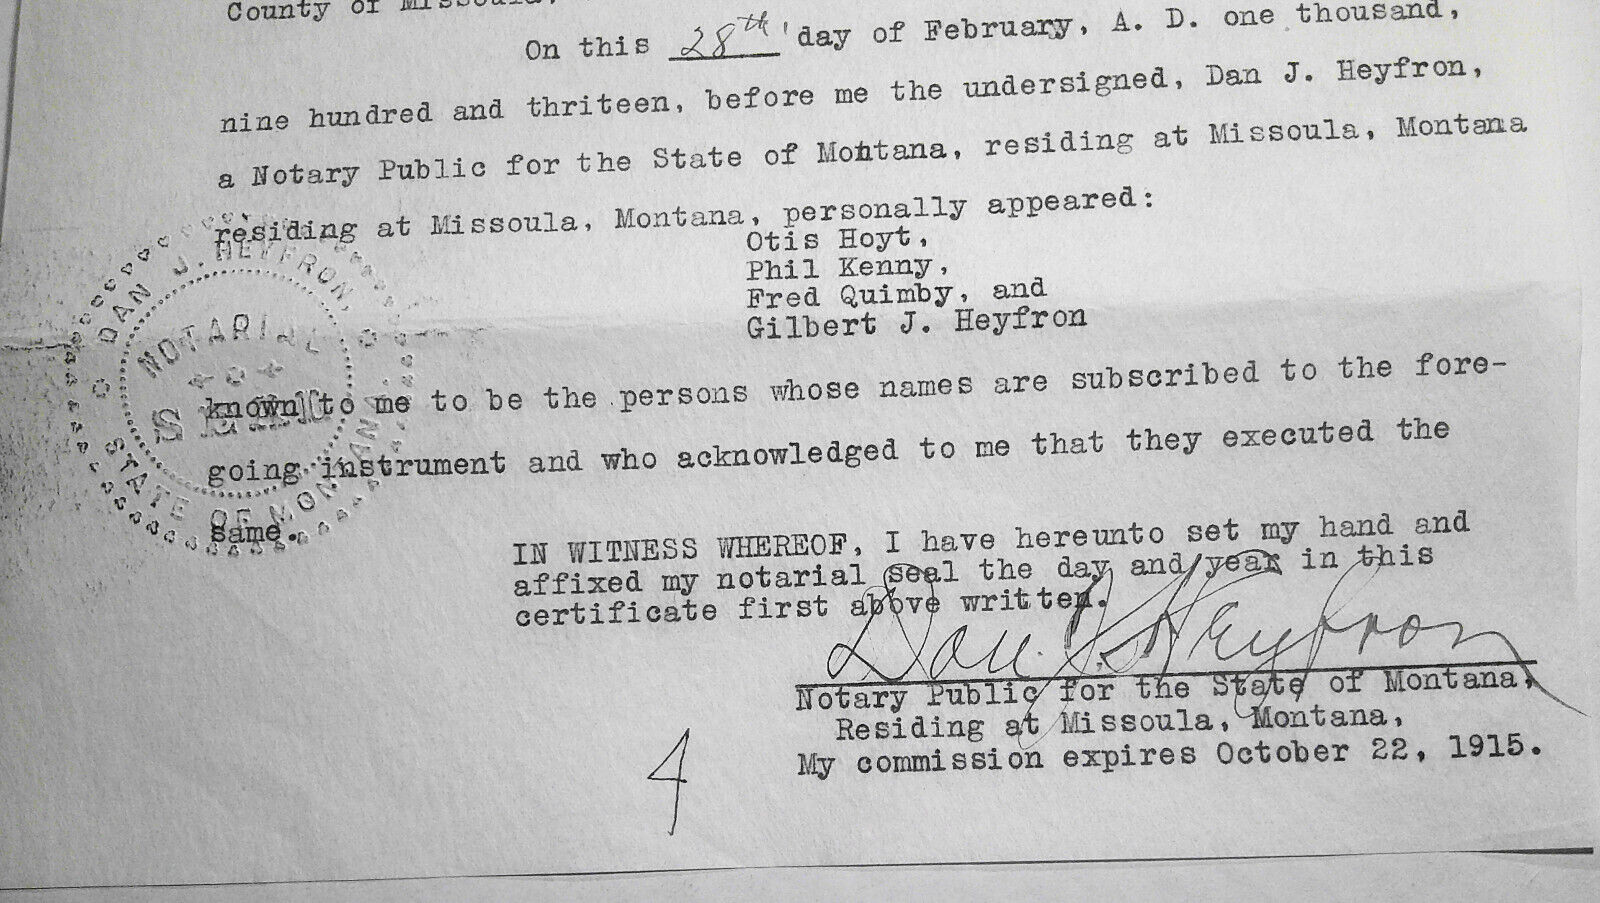 County of Missoula,
On this 28th day of February, A. D. one thousand,
nine hundred and thriteen, before me the undersigned, Dan J. Heyfron,
a Notary Public for the State of Montana, residing at Missoula, Montana
residing at Missoula, Montana, personally appeared:
Otis Hoyt,
Phil Kenny,
Fred Quimby, and
Gilbert J. Heyfron
known to me to be the persons whose names are subscribed to the fore-
going instrument and who acknowledged to me that they executed the
same.
DAN J. HEYFRON,
NOTARIAL
SEAL
STATE OF MONTANA
IN WITNESS WHEREOF, I have hereunto set my hand and
affixed my notarial seal the day and year in this
certificate first above written.
Dan J. Heyfron
Notary Public for the State of Montana,
Residing at Missoula, Montana,
My commission expires October 22, 1915.
4